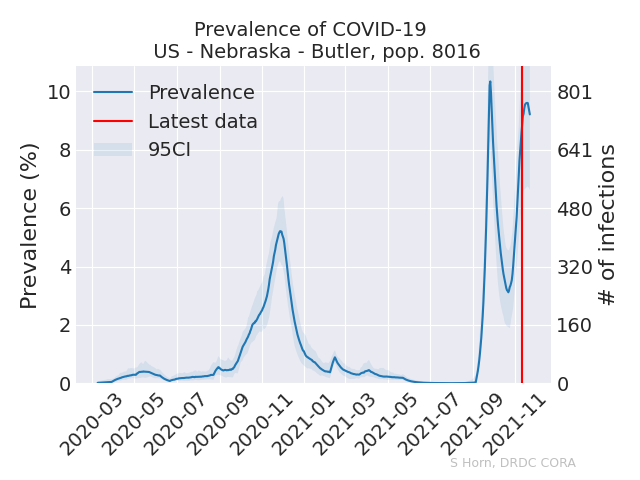 Prevalence of COVID-19
US - Nebraska - Butler, pop. 8016
Prevalence
Latest data
95CI
Prevalence (%)
10
8
6
4
2
0
801
641
480
320
160
0
# of infections
2020-03
2020-05
2020-07
2020-09
2020-11
2021-01
2021-03
2021-05
2021-07
2021-09
2021-11
S Horn, DRDC CORA